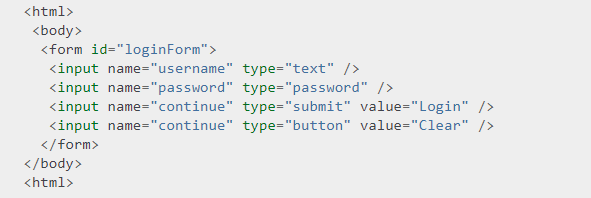 <html>
<body>
<form id="loginForm">
<input name="username" type="text" />
<input name="password" type="password" />
<input name="continue" type="submit" value="Login" />
<input name="continue" type="button" value="Clear" />
</form>
</body>
<html>